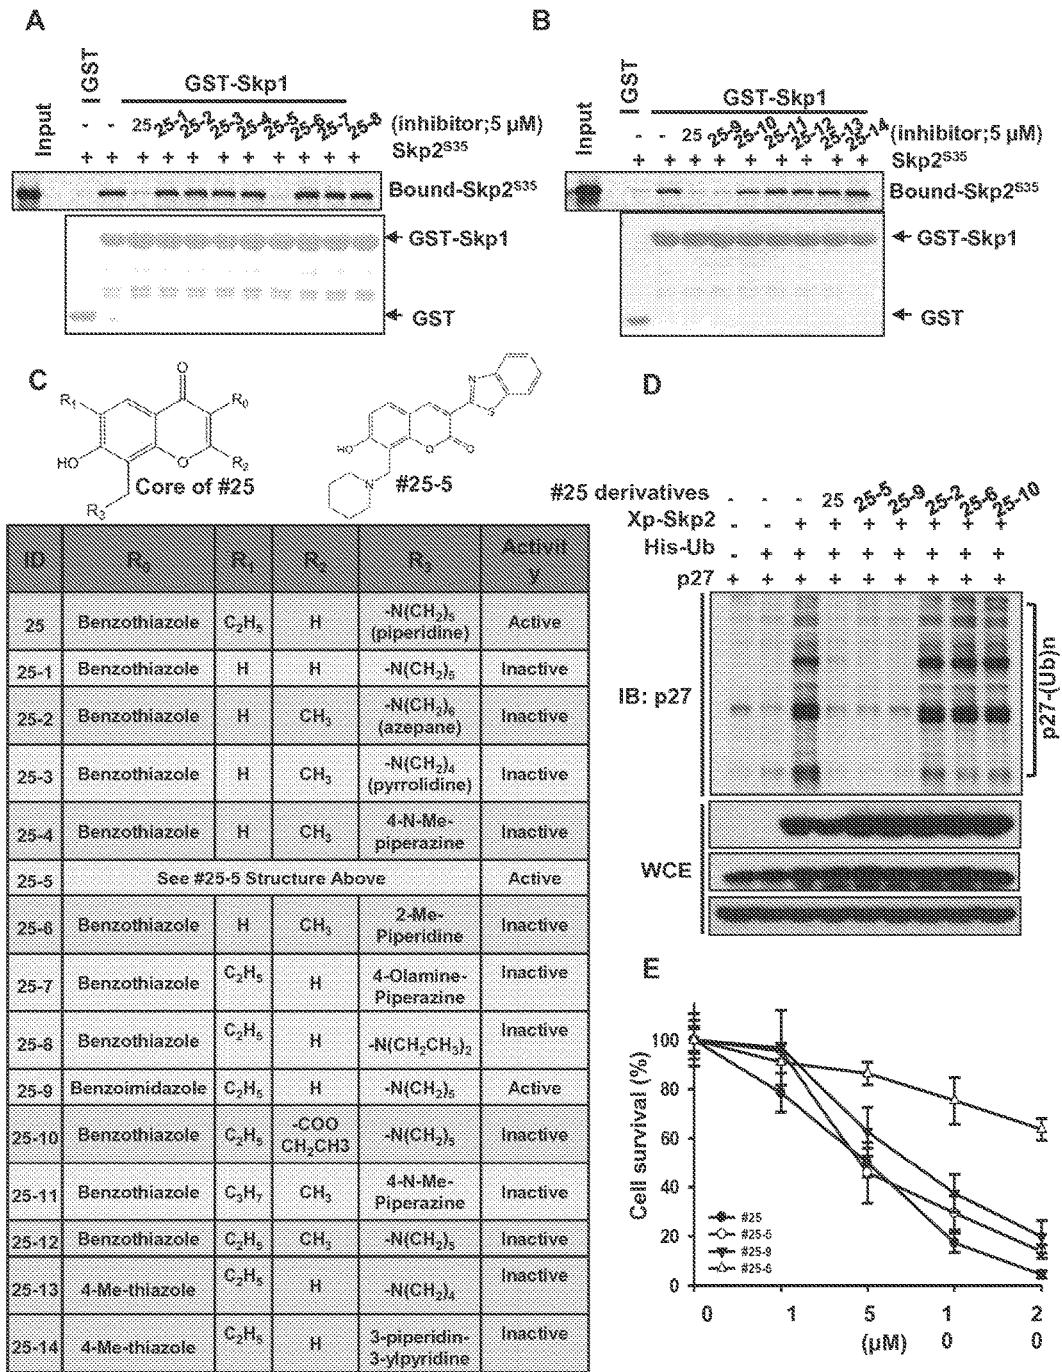 A
GST
GST-Skp1
Input
- - 25 25-1 25-2 25-3 25-4 25-5 25-6 25-7 25-8 (inhibitor;5 µM)
+ + + + + + + + + + + Skp2S35
Bound-Skp2S35
GST-Skp1
GST
B
GST
GST-Skp1
Input
- - 25 25-9 25-10 25-11 25-12 25-13 25-14 (inhibitor;5 µM)
+ + + + + + + + + Skp2S35
Bound-Skp2S35
GST-Skp1
GST
C
O
R1
R0
HO
O
R2
R3
Core of #25
N
S
HO
O
O
N
#25-5
ID R0 R1 R2 R3 Activit
y
25 Benzothiazole C2H5 H -N(CH2)5
(piperidine) Active
25-1 Benzothiazole H H -N(CH2)5 Inactive
25-2 Benzothiazole H CH3 -N(CH2)6
(azepane) Inactive
25-3 Benzothiazole H CH3 -N(CH2)4
(pyrrolidine) Inactive
25-4 Benzothiazole H CH3 4-N-Me-
piperazine Inactive
25-5 See #25-5 Structure Above Active
25-6 Benzothiazole H CH3 2-Me-
Piperidine Inactive
25-7 Benzothiazole C2H5 H 4-Olamine-
Piperazine Inactive
25-8 Benzothiazole C2H5 H -N(CH2CH3)2 Inactive
25-9 Benzoimidazole C2H5 H -N(CH2)5 Active
25-10 Benzothiazole C2H5 -COO
CH2CH3 -N(CH2)5 Inactive
25-11 Benzothiazole C3H7 CH3 4-N-Me-
Piperazine Inactive
25-12 Benzothiazole C2H5 CH3 -N(CH2)5 Inactive
25-13 4-Me-thiazole C2H5 H -N(CH2)4 Inactive
25-14 4-Me-thiazole C2H5 H 3-piperidin-
3-ylpyridine Inactive
D
#25 derivatives - - - 25 25-5 25-9 25-2 25-6 25-10
Xp-Skp2 - - + + + + + + +
His-Ub - + + + + + + + +
p27 + + + + + + + + +
IB: p27
p27-(Ub)n
WCE
E
Cell survival (%)
100
80
60
40
20
0
#25
#25-5
#25-9
#25-6
0 1 5 1 2
(µM) 0 0